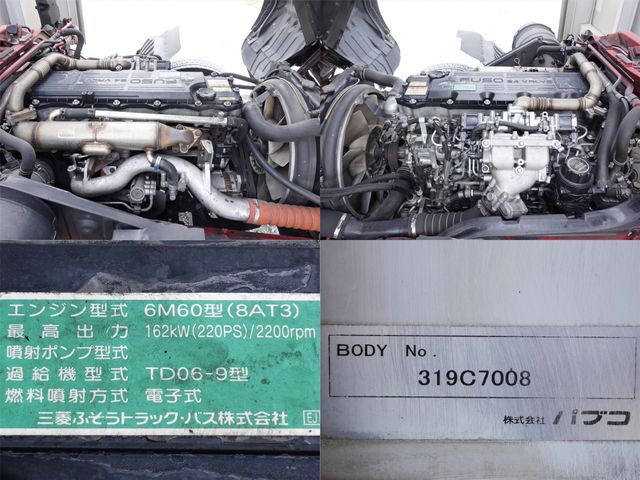 FUSO
FUSO
エンジン型式 6M60型(8AT3)
最高出力 162kW(220PS)/2200rpm
噴射ポンプ型式
過給機型式 TD06-9型
燃料噴射方式 電子式
三菱ふそうトラック・バス株式会社 EJ
BODY No.
319C7008
株式会社 パブコ